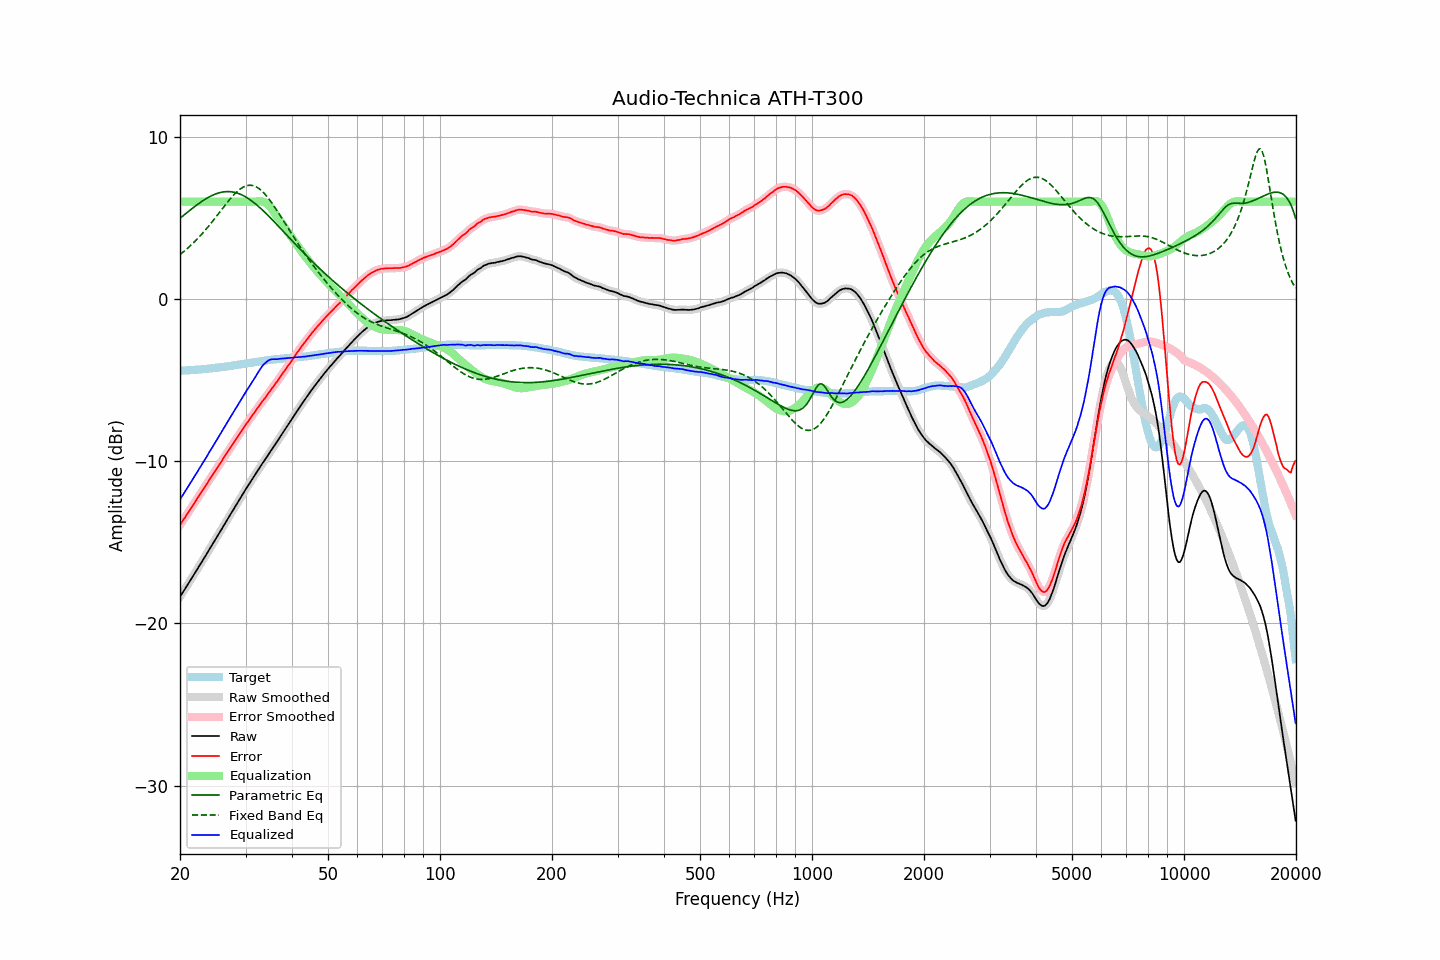 Audio-Technica ATH-T300
10
0
−10
−20
−30
Amplitude (dBr)
Target
Raw Smoothed
Error Smoothed
Raw
Error
Equalization
Parametric Eq
Fixed Band Eq
Equalized
20
50
100
200
500
1000
2000
5000
10000
20000
Frequency (Hz)